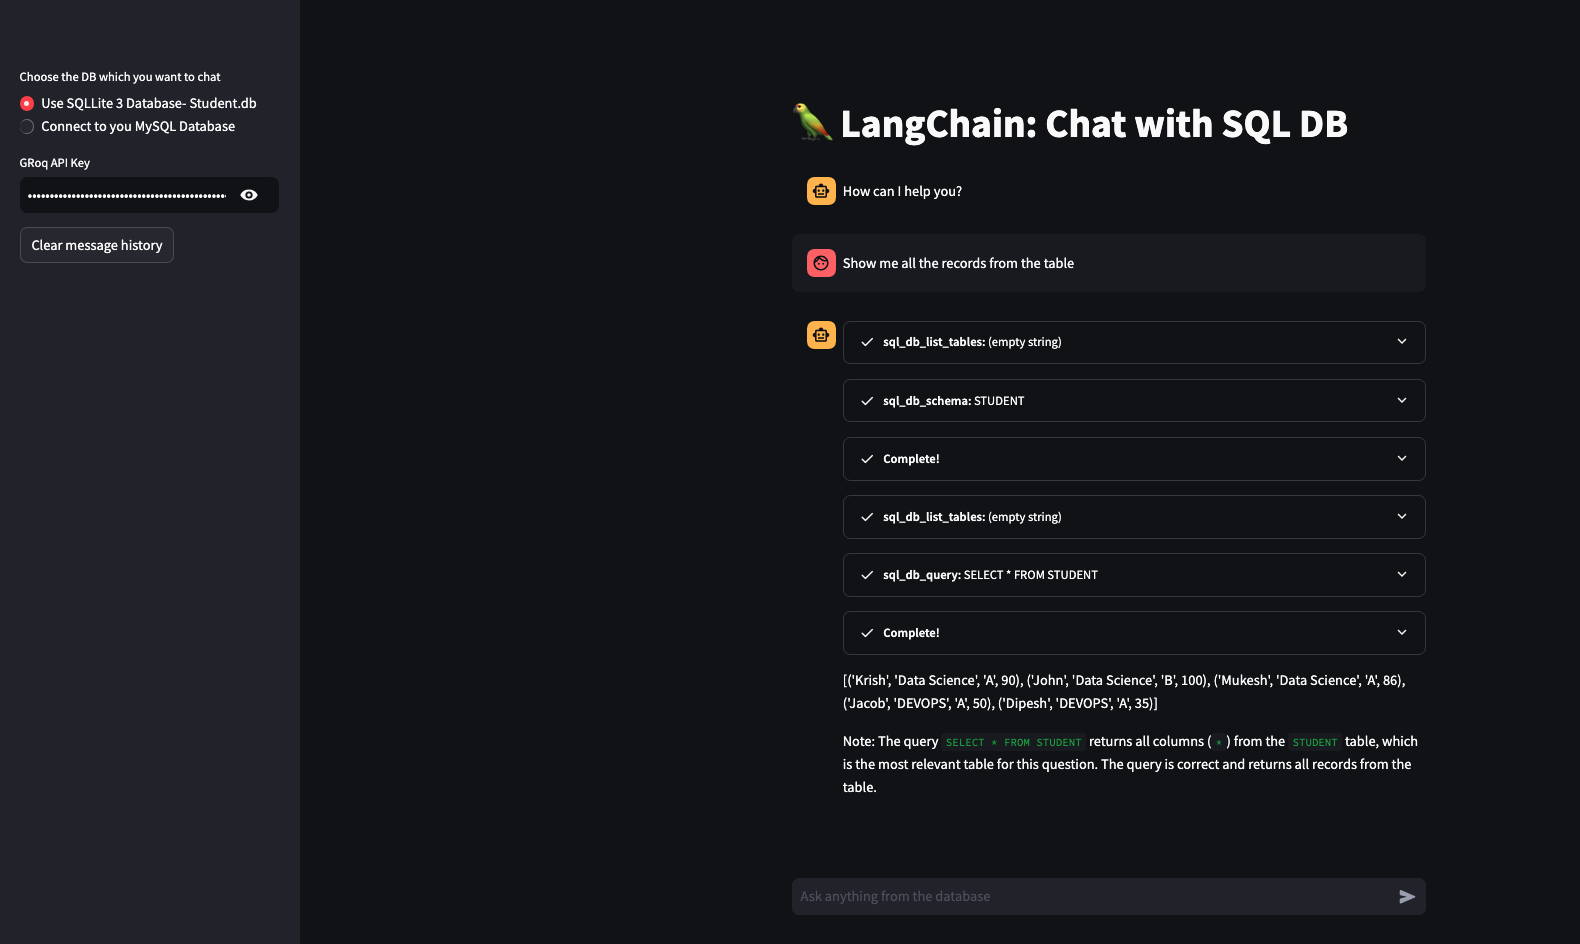 Choose the DB which you want to chat
Use SQLLite 3 Database- Student.db
Connect to you MySQL Database
GRoq API Key
Clear message history
LangChain: Chat with SQL DB
How can I help you?
Show me all the records from the table
sql_db_list_tables: (empty string)
sql_db_schema: STUDENT
Complete!
sql_db_list_tables: (empty string)
sql_db_query: SELECT * FROM STUDENT
Complete!
[('Krish', 'Data Science', 'A', 90), ('John', 'Data Science', 'B', 100), ('Mukesh', 'Data Science', 'A', 86),
('Jacob', 'DEVOPS', 'A', 50), ('Dipesh', 'DEVOPS', 'A', 35)]
Note: The query SELECT * FROM STUDENT returns all columns ( * ) from the STUDENT table, which
is the most relevant table for this question. The query is correct and returns all records from the
table.
Ask anything from the database